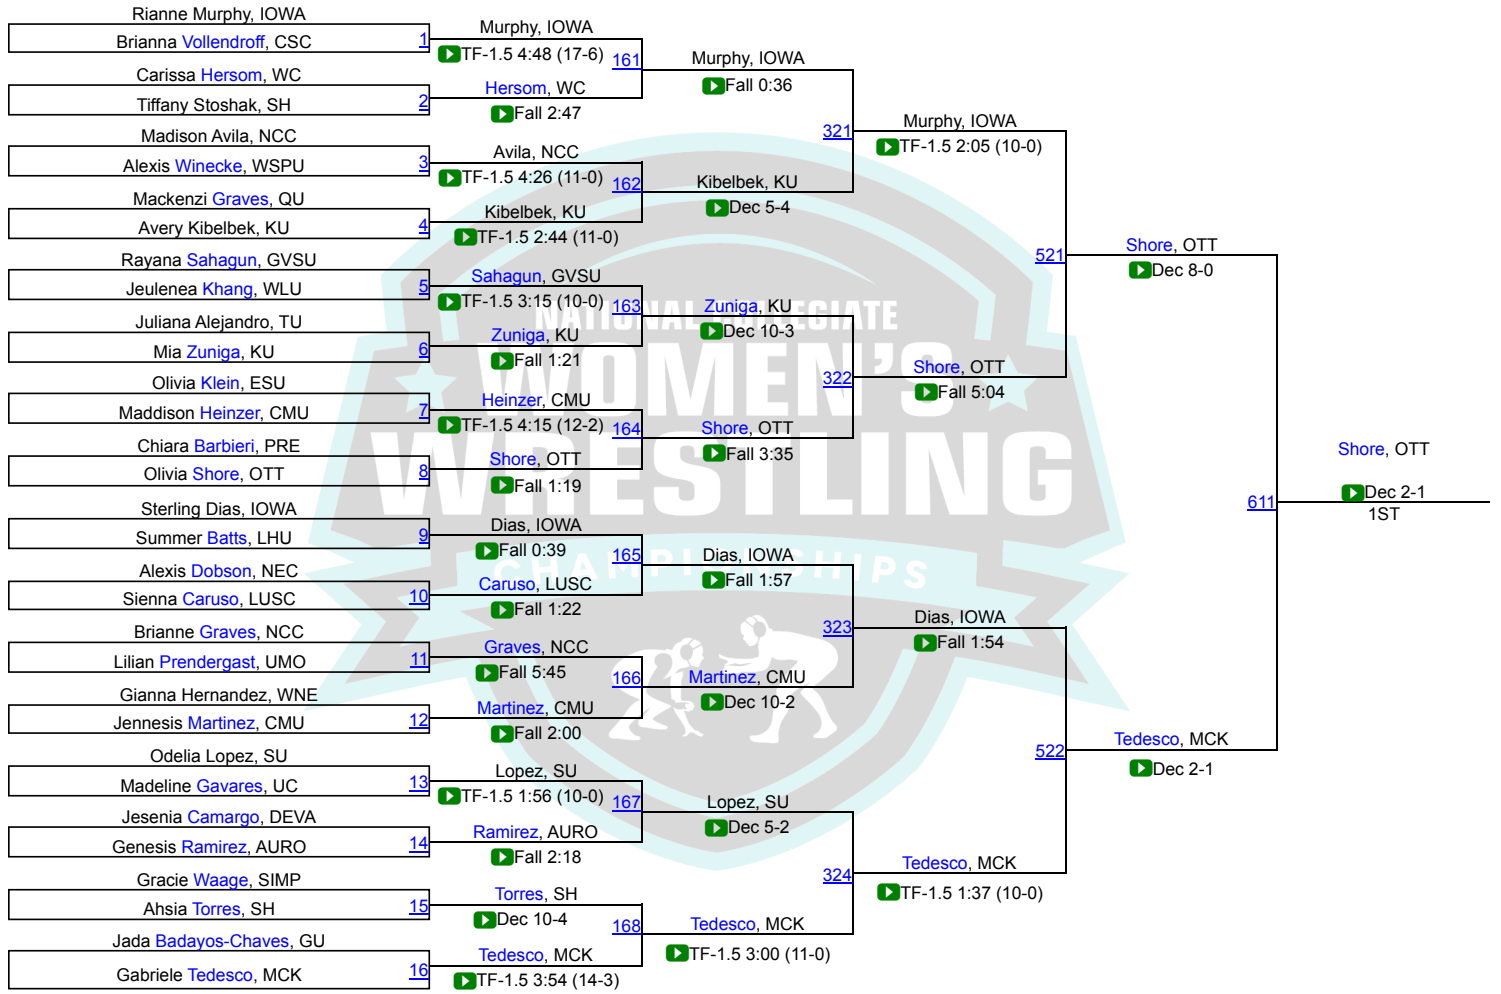 Rianne Murphy, IOWA
Brianna Vollendroff, CSC
1
Carissa Hersom, WC
Tiffany Stoshak, SH
2
Madison Avila, NCC
Alexis Winecke, WSPU
3
Mackenzi Graves, QU
Avery Kibelbek, KU
4
Rayana Sahagun, GVSU
Jeulenea Khang, WLU
5
Juliana Alejandro, TU
Mia Zuniga, KU
6
Olivia Klein, ESU
Maddison Heinzer, CMU
7
Chiara Barbieri, PRE
Olivia Shore, OTT
8
Sterling Dias, IOWA
Summer Batts, LHU
9
Alexis Dobson, NEC
Sienna Caruso, LUSC
10
Brianne Graves, NCC
Lilian Prendergast, UMO
11
Gianna Hernandez, WNE
Jennesis Martinez, CMU
12
Odelia Lopez, SU
Madeline Gavares, UC
13
Jesenia Camargo, DEVA
Genesis Ramirez, AURO
14
Gracie Waage, SIMP
Ahsia Torres, SH
15
Jada Badayos-Chaves, GU
Gabriele Tedesco, MCK
16
Murphy, IOWA
TF-1.5 4:48 (17-6)
161
Hersom, WC
Fall 2:47
Avila, NCC
TF-1.5 4:26 (11-0)
162
Kibelbek, KU
TF-1.5 2:44 (11-0)
Sahagun, GVSU
TF-1.5 3:15 (10-0)
163
Zuniga, KU
Fall 1:21
Heinzer, CMU
TF-1.5 4:15 (12-2)
164
Shore, OTT
Fall 1:19
Dias, IOWA
Fall 0:39
165
Caruso, LUSC
Fall 1:22
Graves, NCC
Fall 5:45
166
Martinez, CMU
Fall 2:00
Lopez, SU
TF-1.5 1:56 (10-0)
167
Ramirez, AURO
Fall 2:18
Torres, SH
Dec 10-4
168
Tedesco, MCK
TF-1.5 3:54 (14-3)
Murphy, IOWA
Fall 0:36
321
Kibelbek, KU
Dec 5-4
Zuniga, KU
Dec 10-3
322
Shore, OTT
Fall 3:35
Dias, IOWA
Fall 1:57
323
Martinez, CMU
Dec 10-2
Lopez, SU
Dec 5-2
324
Tedesco, MCK
TF-1.5 3:00 (11-0)
Murphy, IOWA
TF-1.5 2:05 (10-0)
521
Shore, OTT
Fall 5:04
Dias, IOWA
Fall 1:54
522
Tedesco, MCK
TF-1.5 1:37 (10-0)
Shore, OTT
Dec 8-0
611
Tedesco, MCK
Dec 2-1
Shore, OTT
Dec 2-1
1ST
NATIONAL COLLEGIATE
WOMEN'S
WRESTLING
CHAMPIONSHIPS